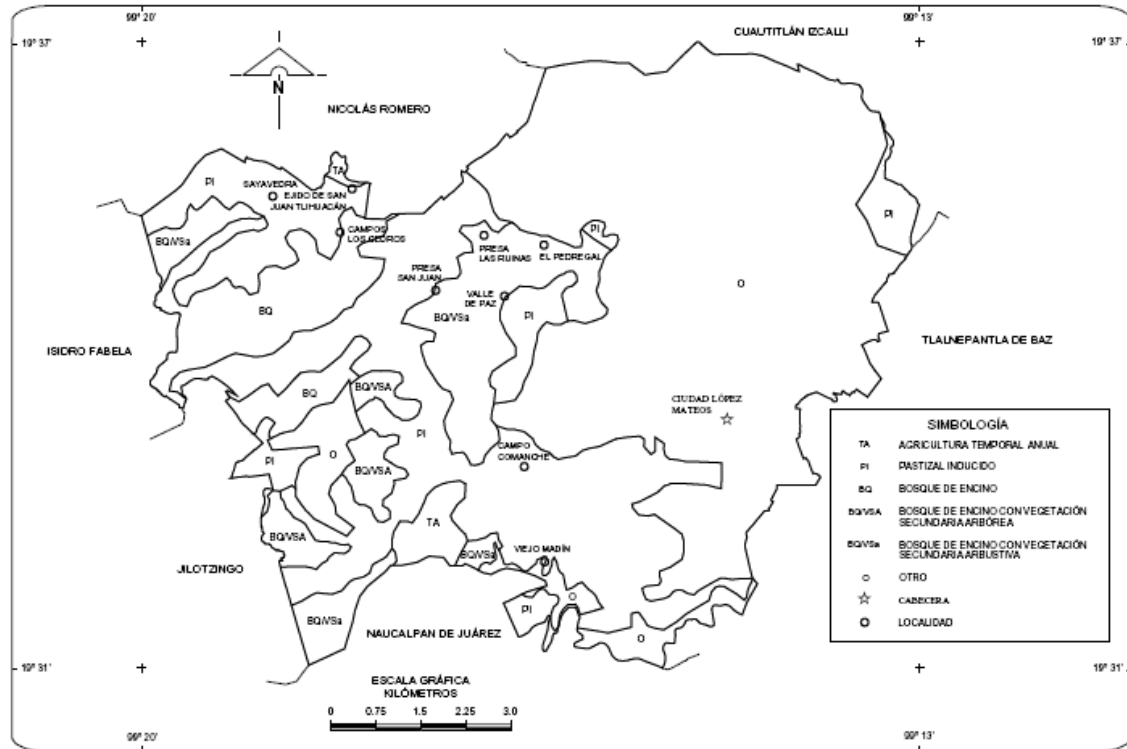 99° 20'
99° 13'
CUAUTITLÁN IZCALLI
19° 37'
19° 37'
N
NICOLÁS ROMERO
TA
PI
SAYAVEDRA
EJIDO DE SAN
JUAN TLIHUACÁN
PI
BQ/VSa
CAMPOS
LOS CEDROS
PRESA
LAS RUINAS
EL PEDREGAL
PI
PRESA
SAN JUAN
VALLE
DE PAZ
BQ/VSa
PI
BQ
O
ISIDRO FABELA
TLALNEPANTLA DE BAZ
BQ
BQ/VSA
CIUDAD LÓPEZ
MATEOS
PI
O
PI
CAMPO
COMANCHE
BQ/VSA
TA
BQ/VSA
BQ/VSa
VIEJO MADÍN
JILOTZINGO
O
PI
BQ/VSa
NAUCALPAN DE JUÁREZ
O
SIMBOLOGÍA
TA AGRICULTURA TEMPORAL ANUAL
PI PASTIZAL INDUCIDO
BQ BOSQUE DE ENCINO
BQ/VSA BOSQUE DE ENCINO CON VEGETACIÓN
SECUNDARIA ARBÓREA
BQ/VSa BOSQUE DE ENCINO CON VEGETACIÓN
SECUNDARIA ARBUSTIVA
O OTRO
CABECERA
LOCALIDAD
19° 31'
19° 31'
ESCALA GRÁFICA
KILÓMETROS
0 0.75 1.5 2.25 3.0
99° 20'
99° 13'